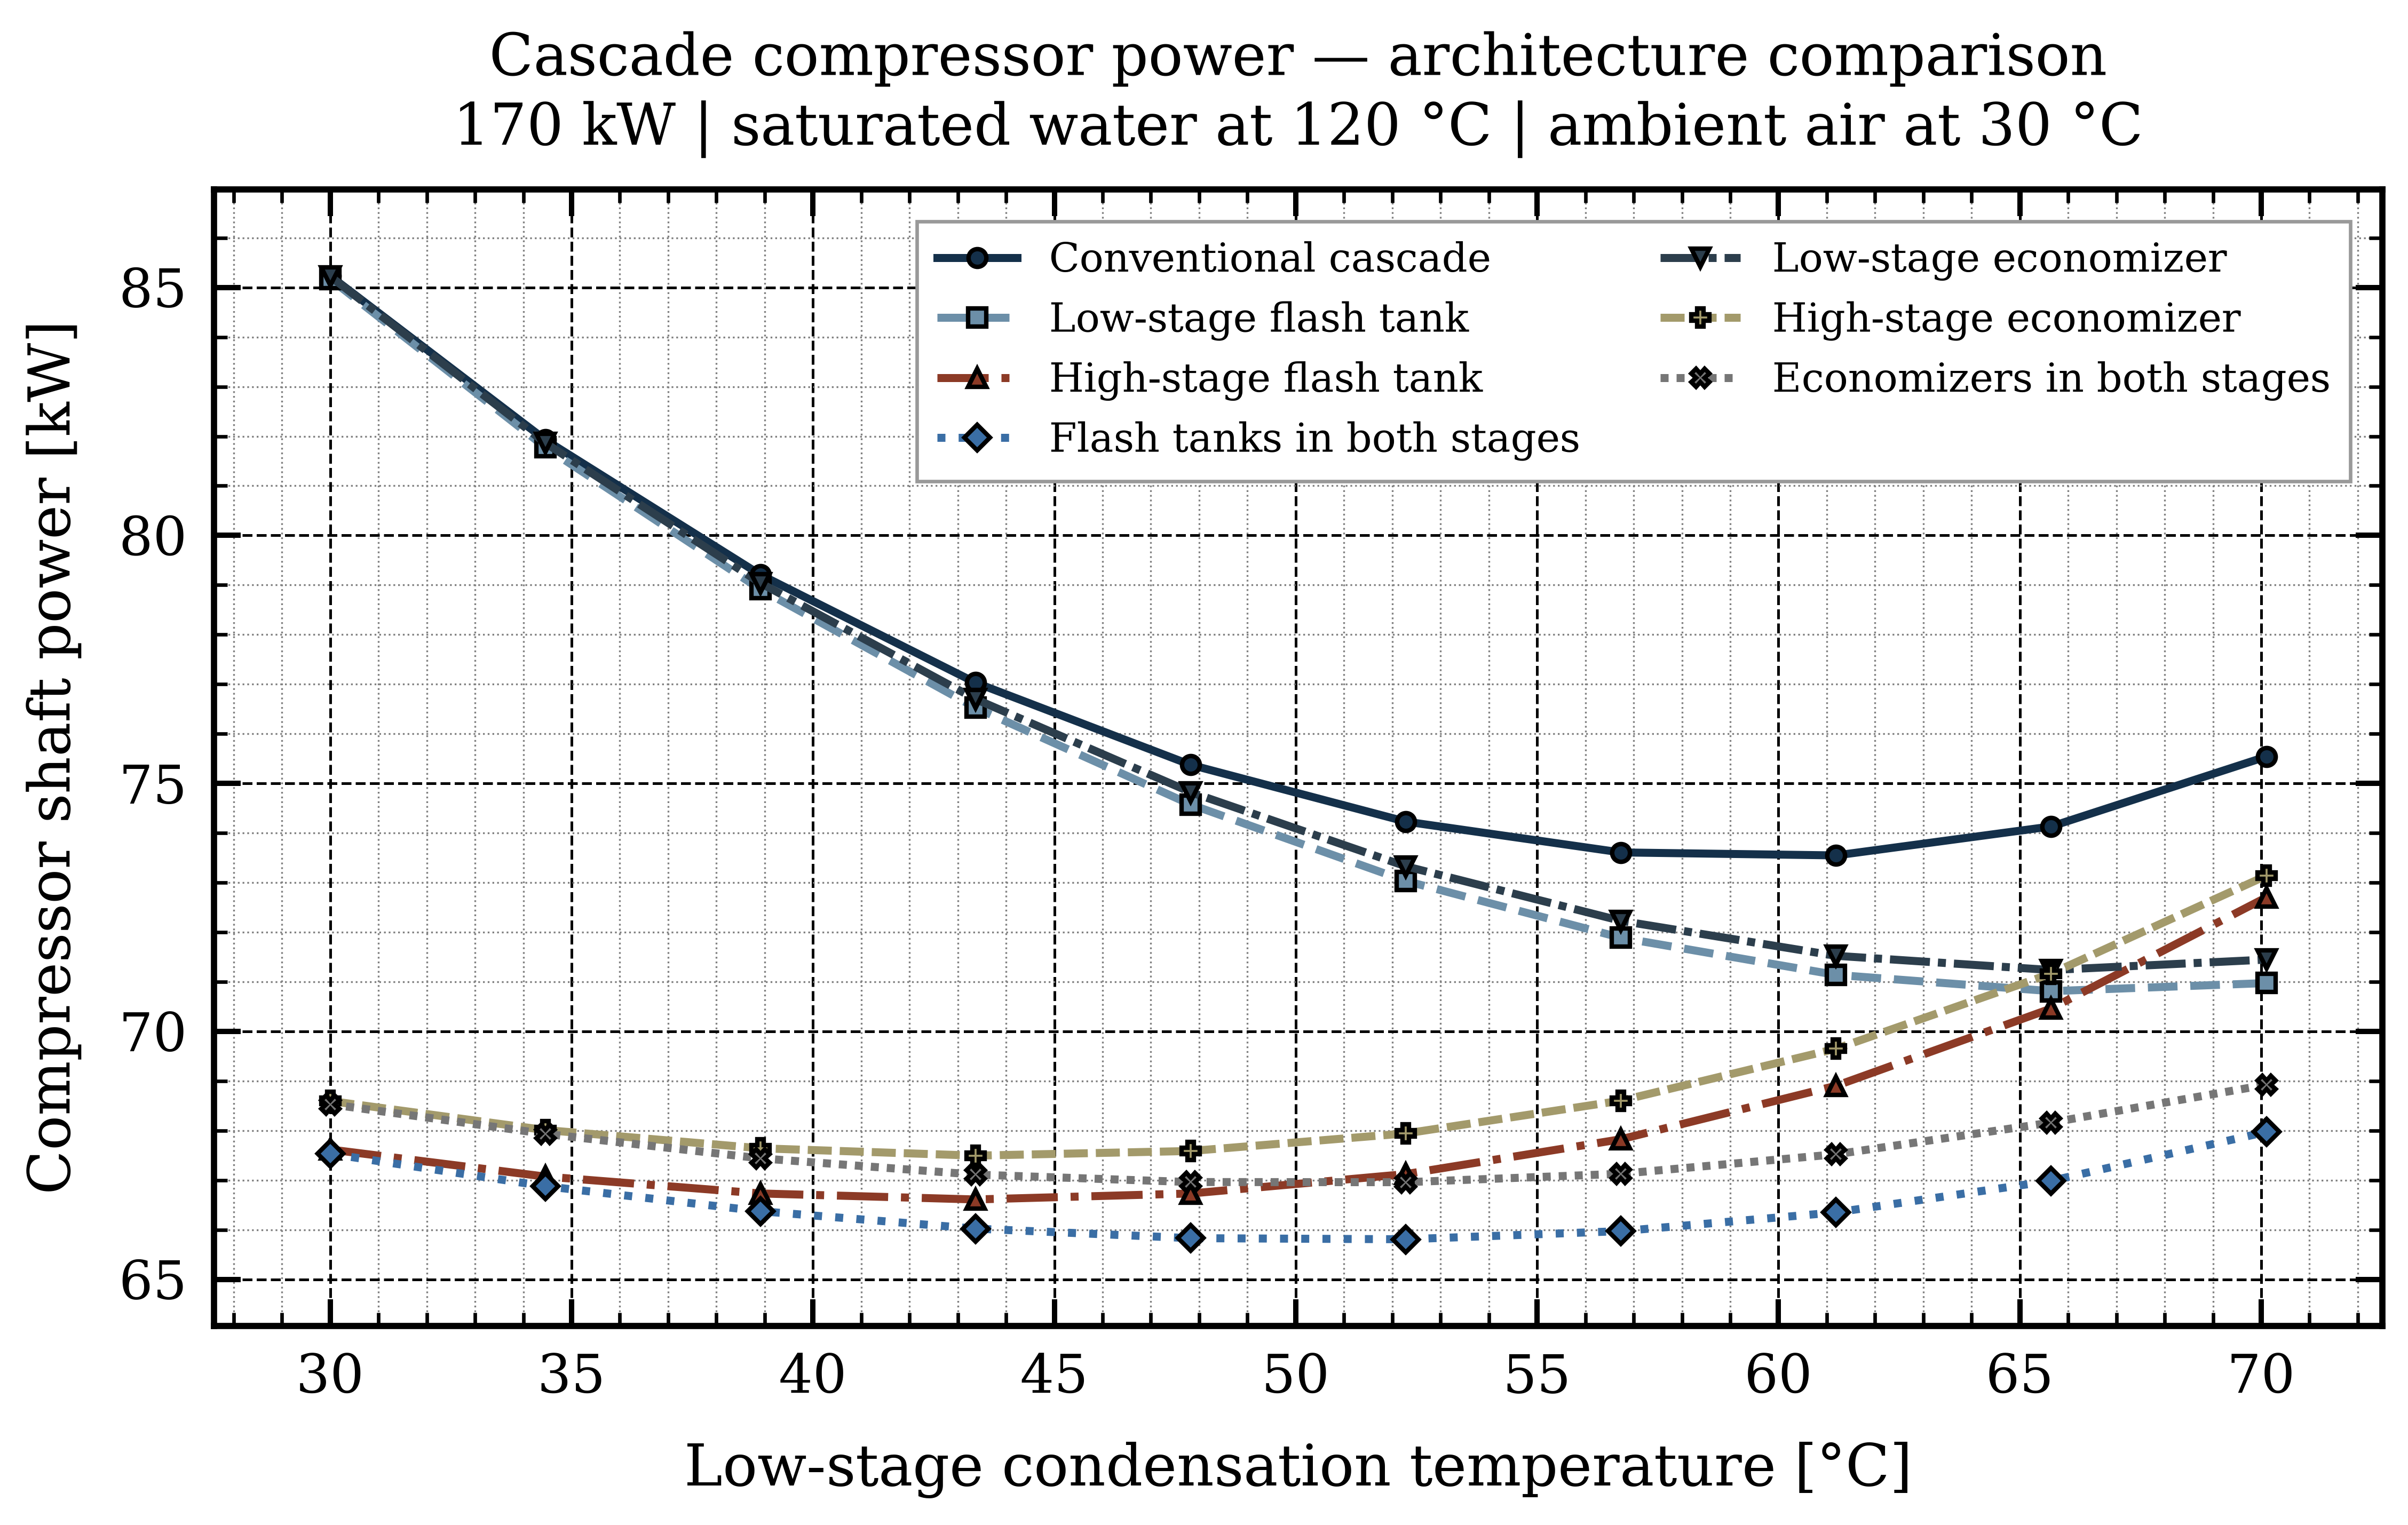 Cascade compressor power — architecture comparison
170 kW | saturated water at 120 °C | ambient air at 30 °C
Compressor shaft power [kW]
85
80
75
70
65
Conventional cascade
Low-stage flash tank
High-stage flash tank
Flash tanks in both stages
Low-stage economizer
High-stage economizer
Economizers in both stages
30 35 40 45 50 55 60 65 70
Low-stage condensation temperature [°C]